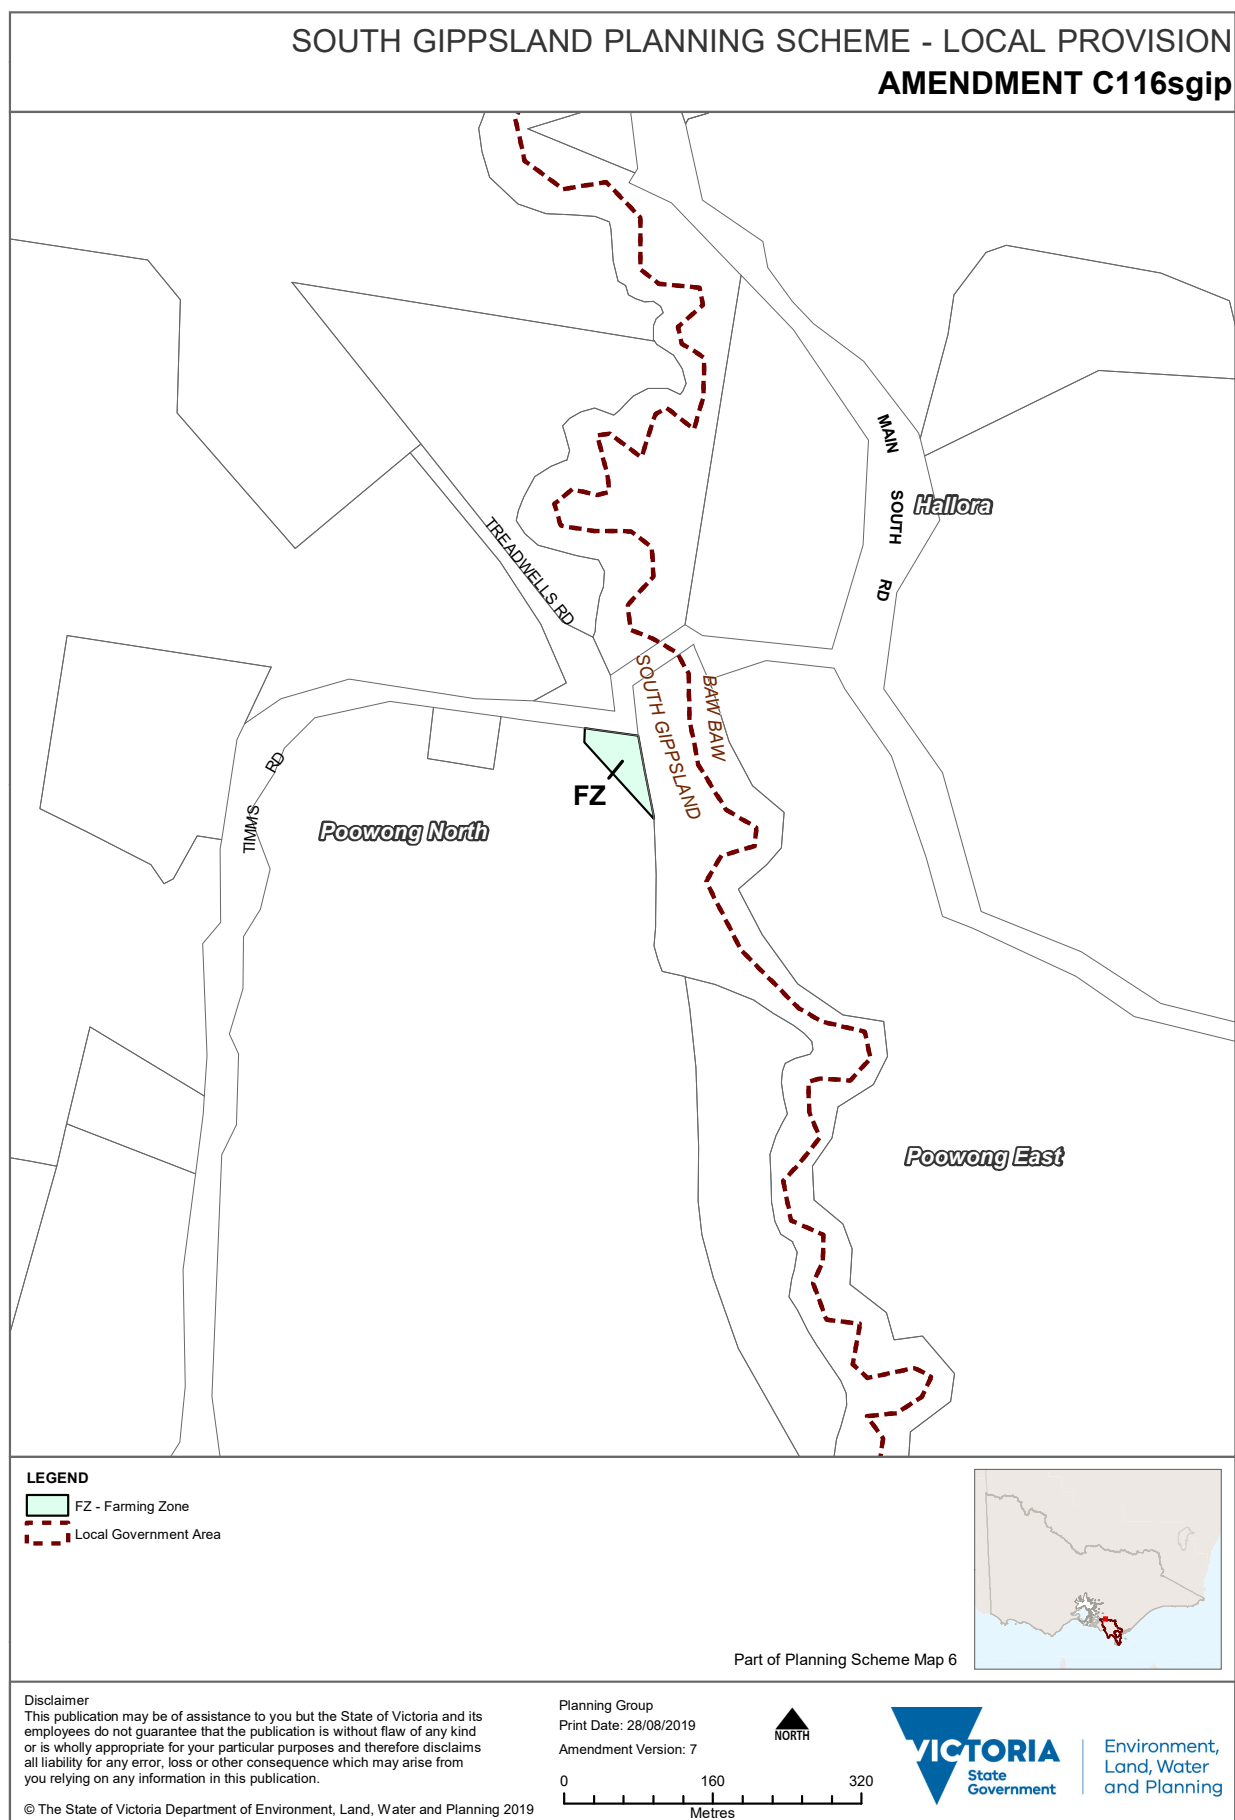 SOUTH GIPPSLAND PLANNING SCHEME - LOCAL PROVISION
AMENDMENT C116sgip
MAIN
SOUTH
RD
Hallora
TREADWELLS RD
SOUTH GIPPSLAND
BAW BAW
RD
TIMMS
FZ
Poowong North
Poowong East
LEGEND
FZ - Farming Zone
Local Government Area
Part of Planning Scheme Map 6
Disclaimer
This publication may be of assistance to you but the State of Victoria and its
employees do not guarantee that the publication is without flaw of any kind
or is wholly appropriate for your particular purposes and therefore disclaims
all liability for any error, loss or other consequence which may arise from
you relying on any information in this publication.
© The State of Victoria Department of Environment, Land, Water and Planning 2019
Planning Group
Print Date: 28/08/2019
Amendment Version: 7
NORTH
0 160 320
Metres
VICTORIA
State
Government
Environment,
Land, Water
and Planning